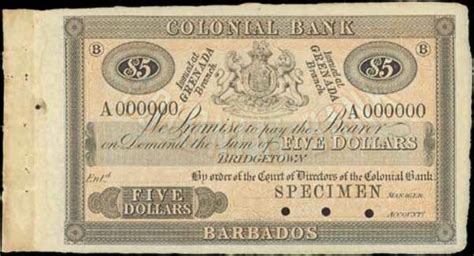 COLONIAL BANK
B Issued at GRENADA Branch Issued at GRENADA Branch B
$5 $5
A 000000 A 000000
We Promise to pay the Bearer
on Demand the Sum of FIVE DOLLARS
BRIDGETOWN
Entd. By order of the Court of Directors of the Colonial Bank
SPECIMEN MANAGER
FIVE
DOLLARS ACCOUNTT.
BARBADOS